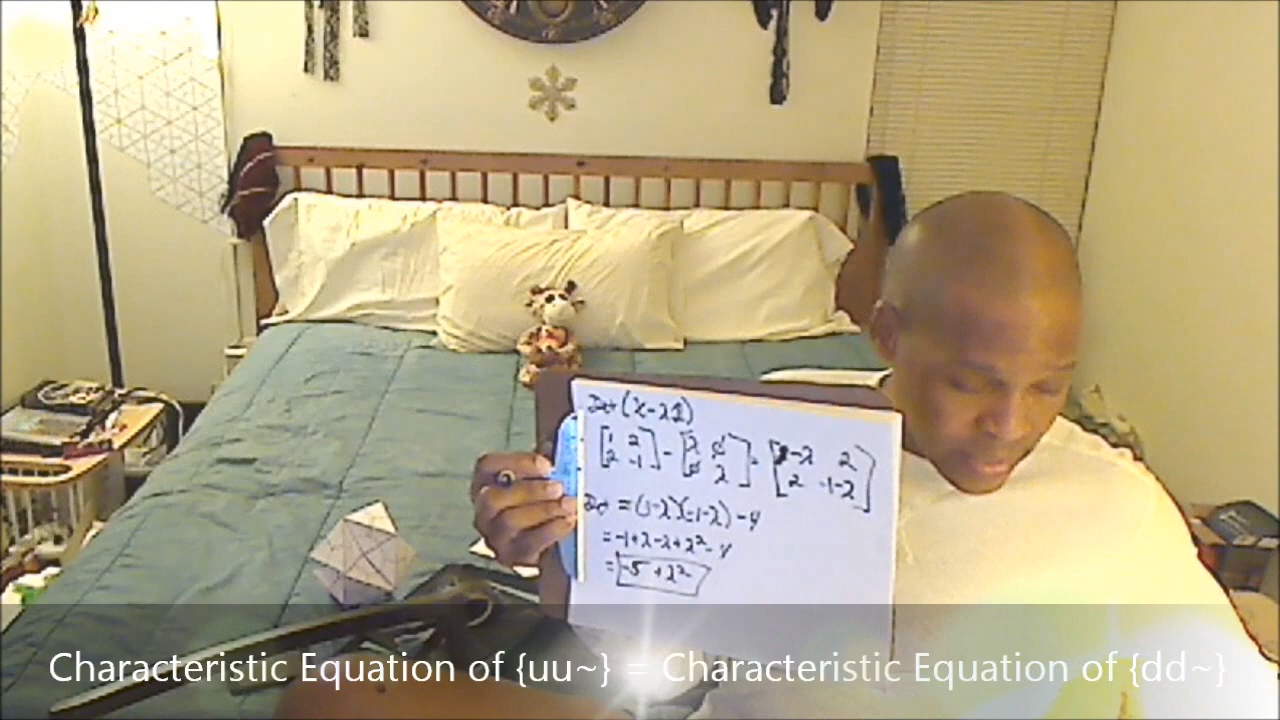 Det (X-λ1)
[1 2 2 -1] - [λ 0 0 λ] = [1-λ 2 2 -1-λ]
Det = (1-λ)(-1-λ) -4
= -1+λ-λ+λ² -4
= -5 +λ²
Characteristic Equation of {uu~} = Characteristic Equation of {dd~}